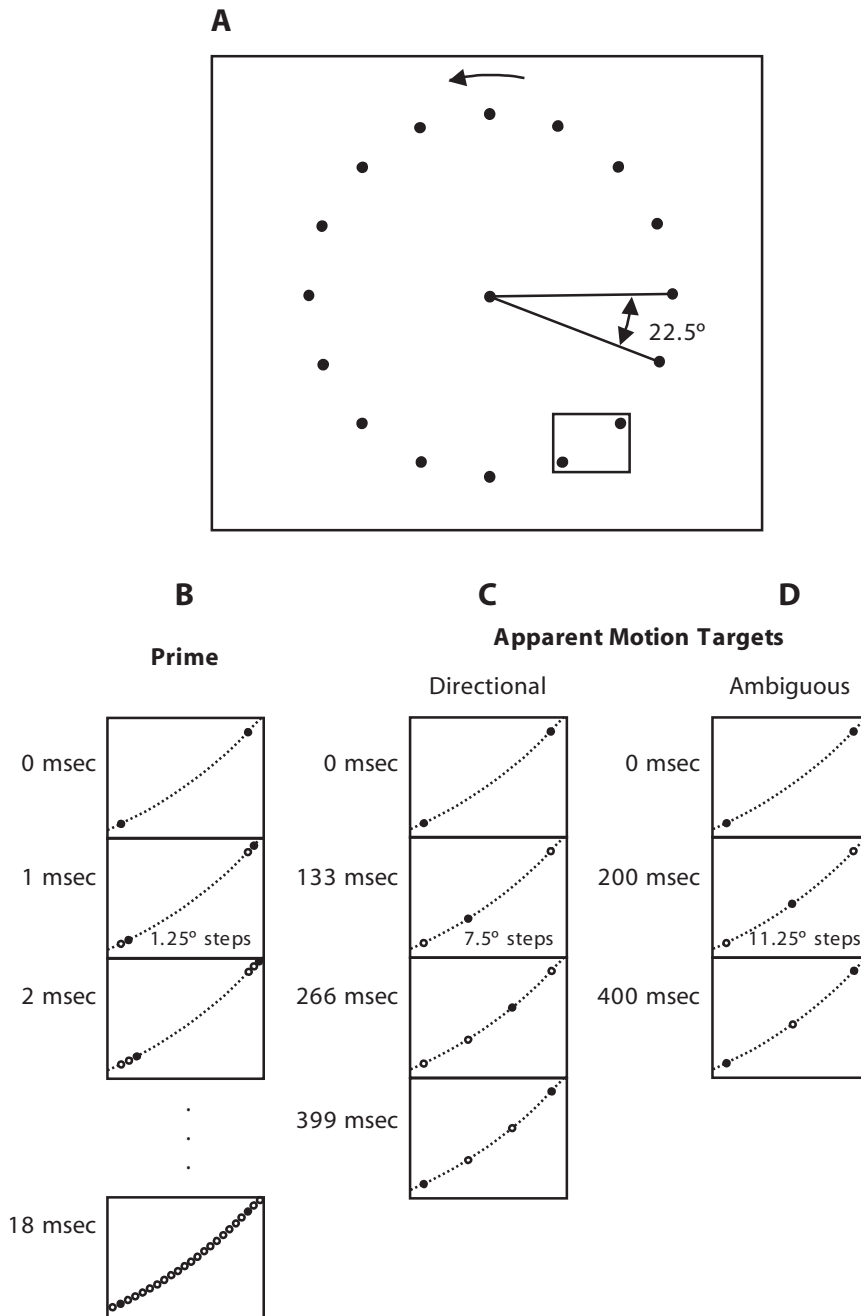 A
22.5º
B
C
D
Apparent Motion Targets
Prime
Directional
Ambiguous
0 msec
0 msec
0 msec
1 msec
133 msec
200 msec
1.25º steps
7.5º steps
11.25º steps
2 msec
266 msec
400 msec
399 msec
18 msec